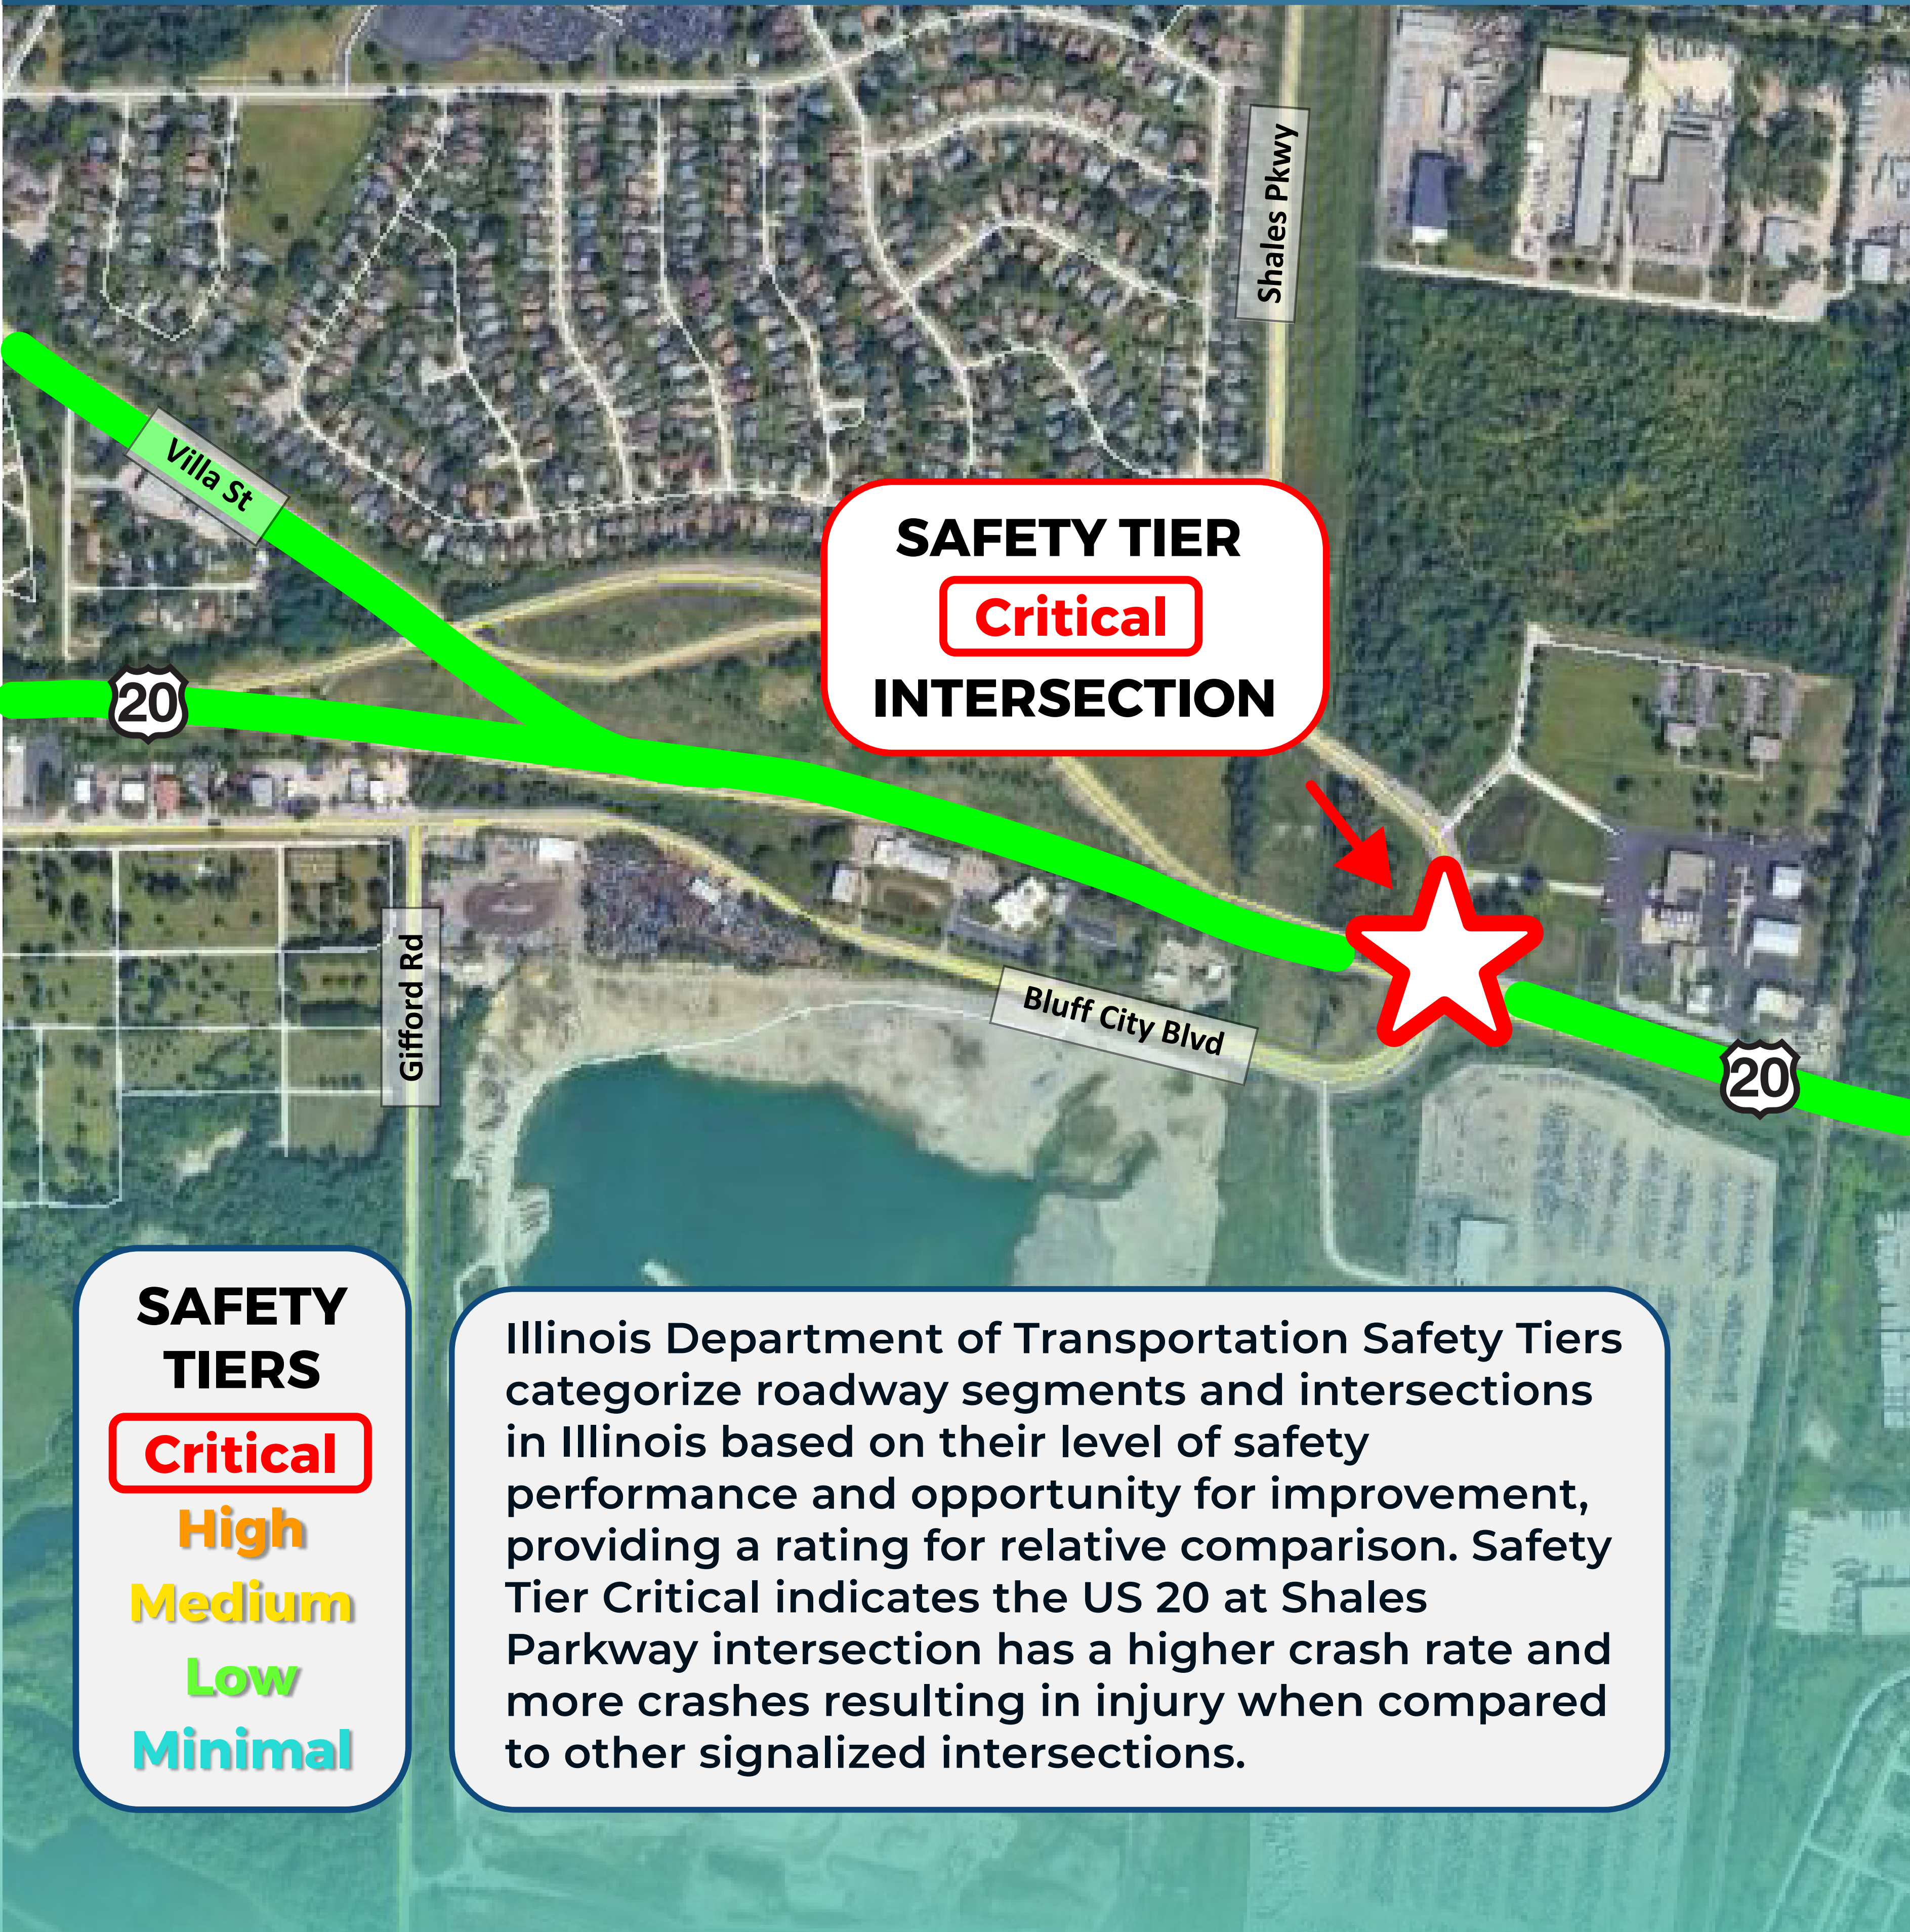 Shales Pkwy
Villa St
SAFETY TIER
Critical
INTERSECTION
20
Gifford Rd
Bluff City Blvd
20
SAFETY
TIERS
Critical
High
Medium
Low
Minimal
Illinois Department of Transportation Safety Tiers
categorize roadway segments and intersections
in Illinois based on their level of safety
performance and opportunity for improvement,
providing a rating for relative comparison. Safety
Tier Critical indicates the US 20 at Shales
Parkway intersection has a higher crash rate and
more crashes resulting in injury when compared
to other signalized intersections.